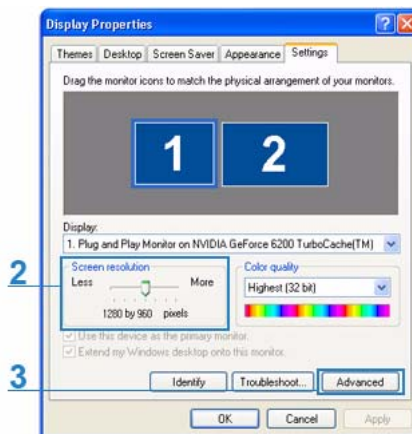 Display Properties
Themes Desktop Screen Saver Appearance Settings
Drag the monitor icons to match the physical arrangement of your monitors.
1 2
Display:
1. Plug and Play Monitor on NVIDIA GeForce 6200 TurboCache(TM)
2
Screen resolution
Less More
1280 by 960 pixels
Color quality
Highest (32 bit)
Use this device as the primary monitor.
Extend my Windows desktop onto this monitor.
3
Identify Troubleshoot... Advanced
OK Cancel Apply